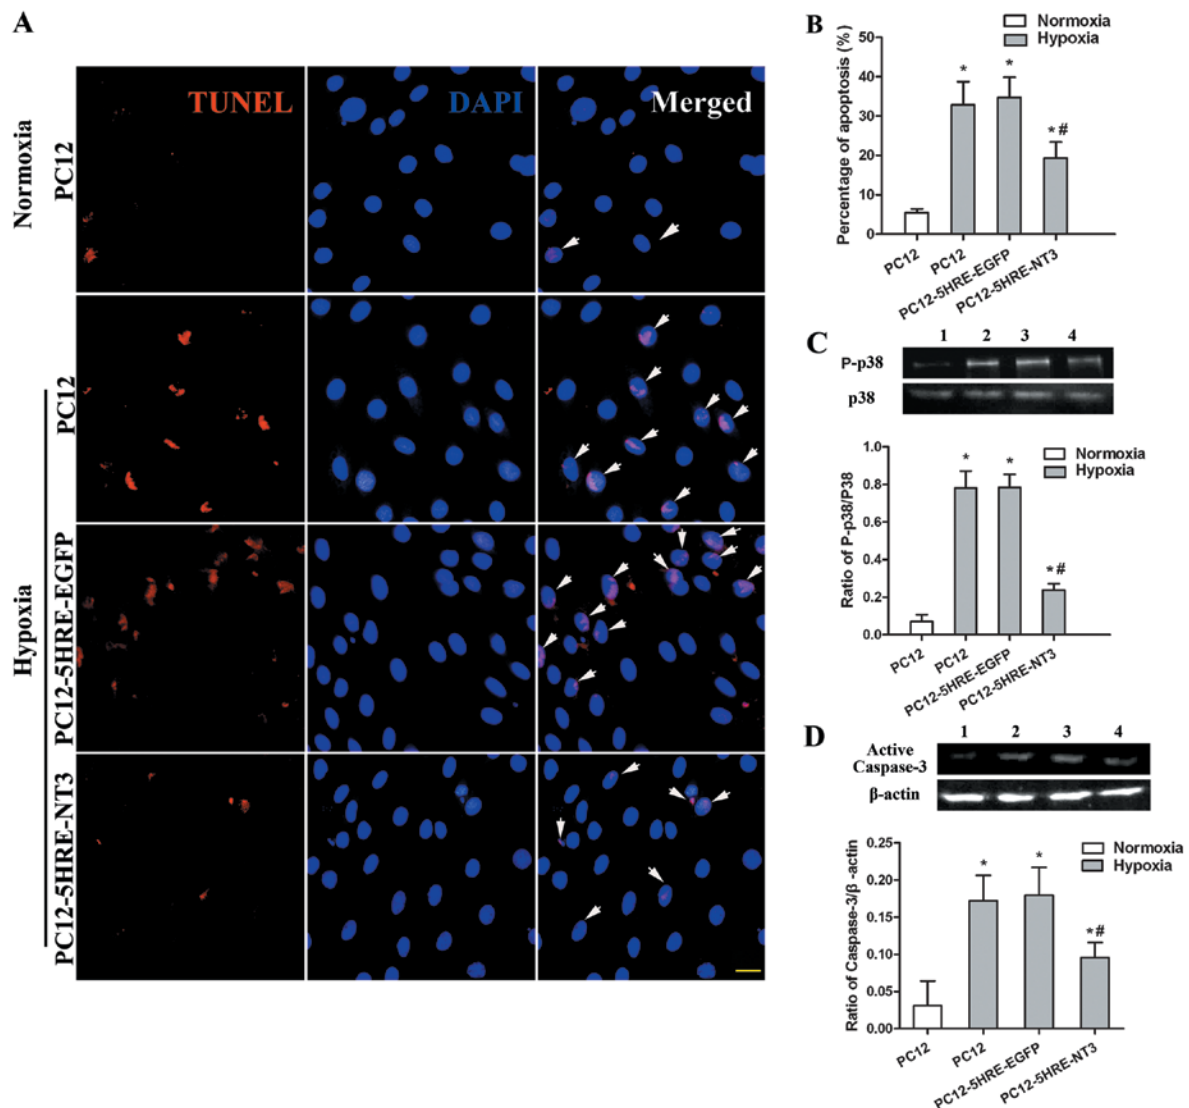 A
TUNEL
DAPI
Merged
Normoxia
PC12
Hypoxia
PC12
PC12-5HRE-EGFP
PC12-5HRE-NT3
B
Normoxia
Hypoxia
Percentage of apoptosis (%)
50
40
30
20
10
0
*
*
*#
PC12
PC12
PC12-5HRE-EGFP
PC12-5HRE-NT3
C
1 2 3 4
P-p38
p38
Normoxia
Hypoxia
Ratio of P-p38/P38
1.0
0.8
0.6
0.4
0.2
0.0
*
*
*#
PC12
PC12
PC12-5HRE-EGFP
PC12-5HRE-NT3
D
1 2 3 4
Active
Caspase-3
β-actin
Normoxia
Hypoxia
Ratio of Caspase-3/β -actin
0.25
0.20
0.15
0.10
0.05
0.00
*
*
*#
PC12
PC12
PC12-5HRE-EGFP
PC12-5HRE-NT3